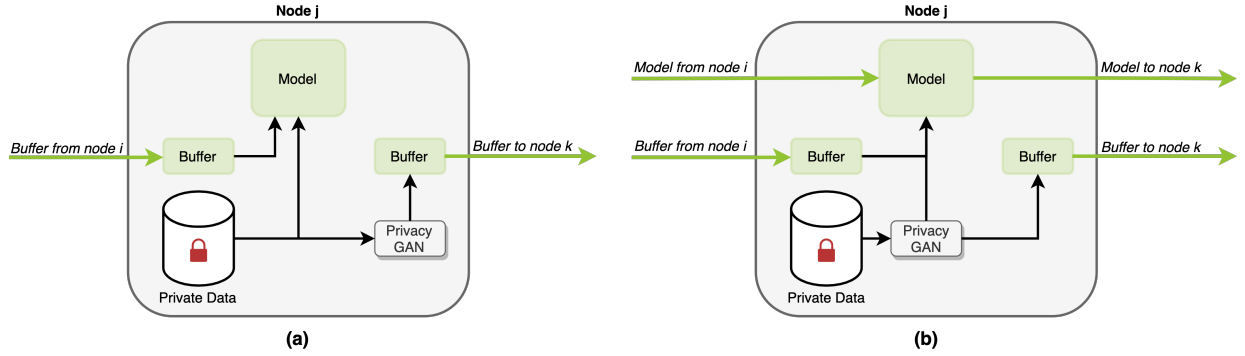 Node j
Model
Buffer from node i
Buffer
Buffer
Buffer to node k
Privacy
GAN
Private Data
(a)
Node j
Model from node i
Model
Model to node k
Buffer from node i
Buffer
Buffer
Buffer to node k
Privacy
GAN
Private Data
(b)